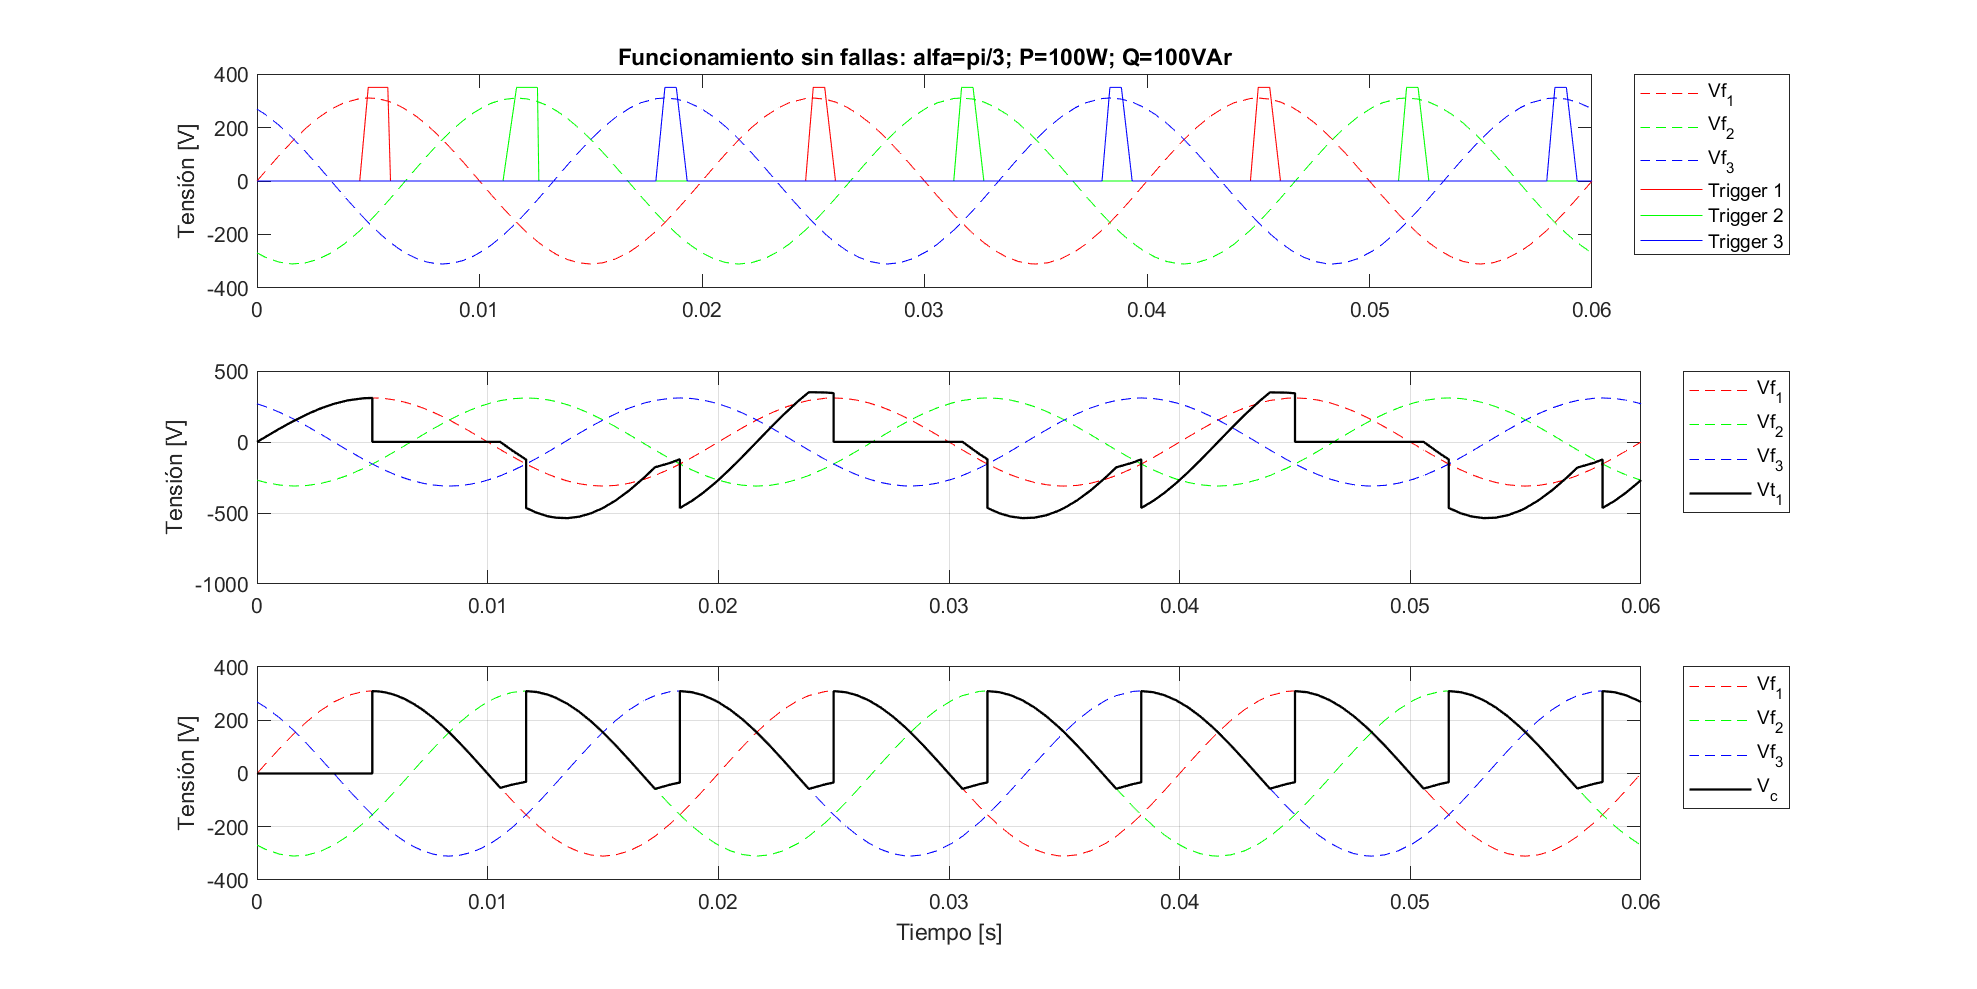 Funcionamiento sin fallas: alfa=pi/3; P=100W; Q=100VAr
Tensión [V]
400
200
0
-200
-400
0 0.01 0.02 0.03 0.04 0.05 0.06
Vf1
Vf2
Vf3
Trigger 1
Trigger 2
Trigger 3
Tensión [V]
500
0
-500
-1000
0 0.01 0.02 0.03 0.04 0.05 0.06
Vf1
Vf2
Vf3
Vt1
Tensión [V]
400
200
0
-200
-400
0 0.01 0.02 0.03 0.04 0.05 0.06
Tiempo [s]
Vf1
Vf2
Vf3
Vc